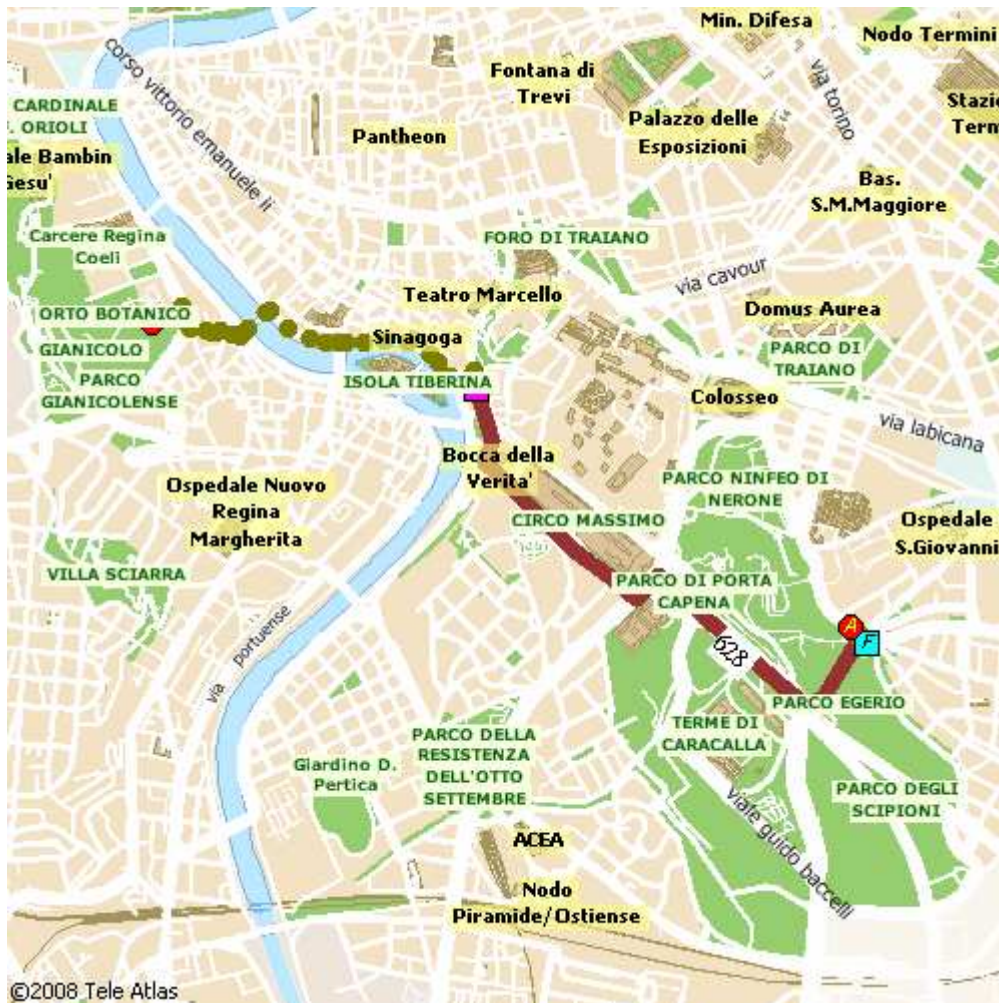 Min. Difesa
Nodo Termini
corso vittorio emanuele ii
via torino
Fontana di
Trevi
Stazio
Term
CARDINALE
. ORIOLI
Palazzo delle
Esposizioni
Pantheon
ale Bambin
Gesu'
Bas.
S.M.Maggiore
Carcere Regina
Coeli
FORO DI TRAIANO
via cavour
Teatro Marcello
Domus Aurea
ORTO BOTANICO
Sinagoga
GIANICOLO
PARCO DI
TRAIANO
PARCO
GIANICOLENSE
ISOLA TIBERINA
Colosseo
via labicana
Bocca della
Verita'
PARCO NINFEO DI
NERONE
Ospedale Nuovo
Regina
Margherita
CIRCO MASSIMO
Ospedale
S.Giovanni
VILLA SCIARRA
PARCO DI PORTA
CAPENA
via portuense
A
F
628
PARCO EGERIO
TERME DI
CARACALLA
PARCO DELLA
RESISTENZA
DELL'OTTO
SETTEMBRE
Giardino D.
Pertica
PARCO DEGLI
SCIPIONI
viale guido baccelli
ACEA
Nodo
Piramide/Ostiense
©2008 Tele Atlas